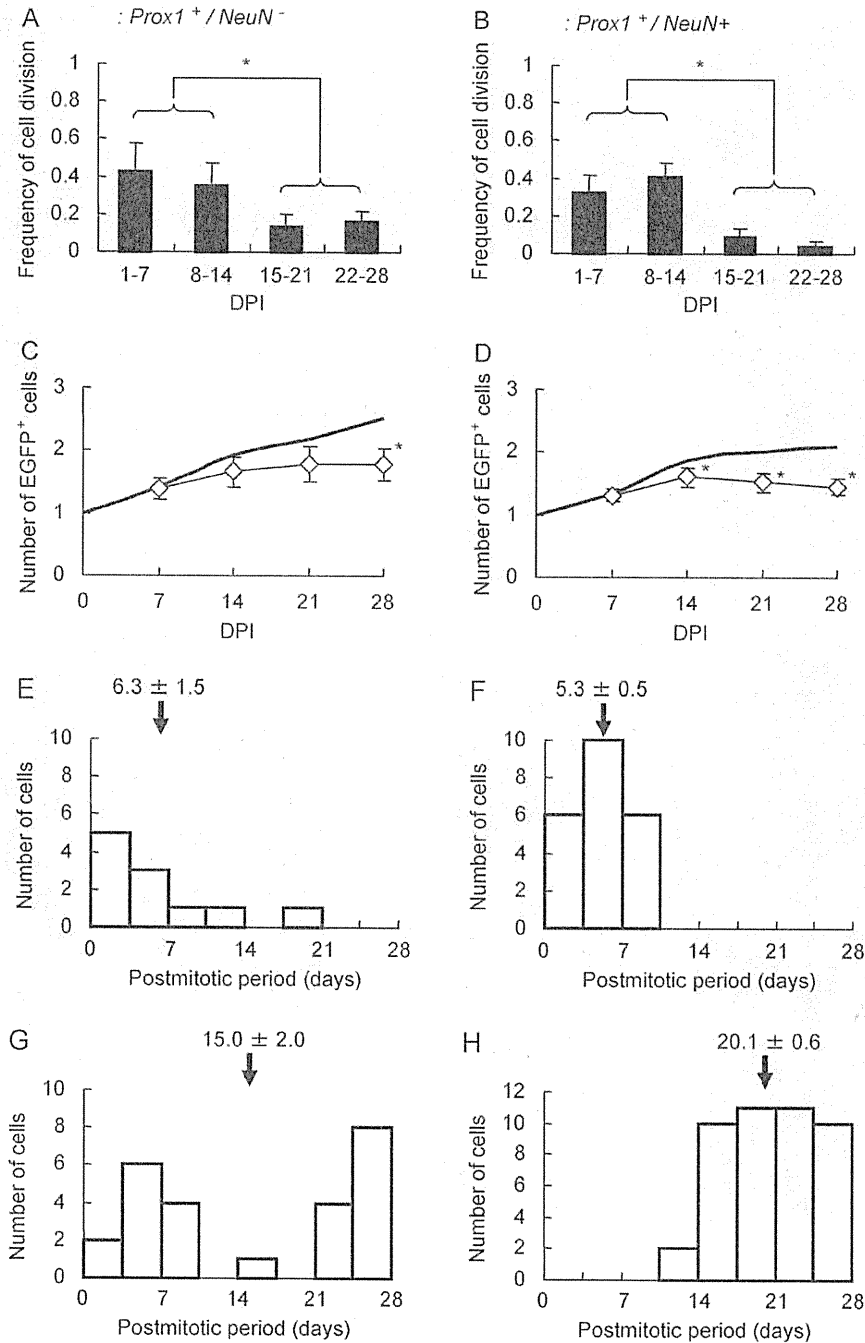 A
: Prox1 + / NeuN -
Frequency of cell division
1
0.8
0.6
0.4
0.2
0
*
1-7
8-14
15-21
22-28
DPI
B
: Prox1 + / NeuN+
Frequency of cell division
1
0.8
0.6
0.4
0.2
0
*
1-7
8-14
15-21
22-28
DPI
C
Number of EGFP+ cells
3
2
1
0
*
0
7
14
21
28
DPI
D
Number of EGFP+ cells
3
2
1
0
*
*
*
0
7
14
21
28
DPI
E
6.3 ± 1.5
Number of cells
10
8
6
4
2
0
0
7
14
21
28
Postmitotic period (days)
F
5.3 ± 0.5
Number of cells
10
8
6
4
2
0
0
7
14
21
28
Postmitotic period (days)
G
15.0 ± 2.0
Number of cells
10
8
6
4
2
0
0
7
14
21
28
Postmitotic period (days)
H
20.1 ± 0.6
Number of cells
12
10
8
6
4
2
0
0
7
14
21
28
Postmitotic period (days)